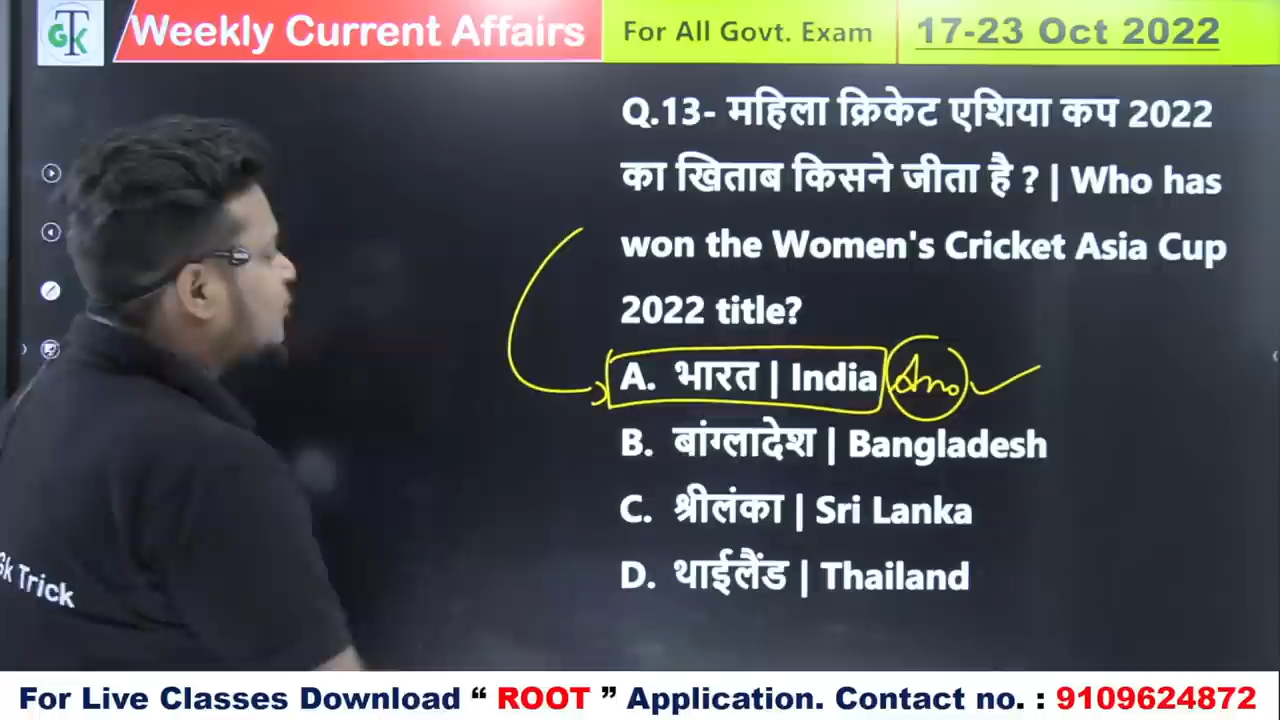 GTK
Weekly Current Affairs
For All Govt. Exam
17-23 Oct 2022
Q.13- महिला क्रिकेट एशिया कप 2022
का खिताब किसने जीता है ? | Who has
won the Women's Cricket Asia Cup
2022 title?
A. भारत | India Ans
B. बांग्लादेश | Bangladesh
C. श्रीलंका | Sri Lanka
D. थाईलैंड | Thailand
Gk Trick
For Live Classes Download “ ROOT ” Application. Contact no. : 9109624872